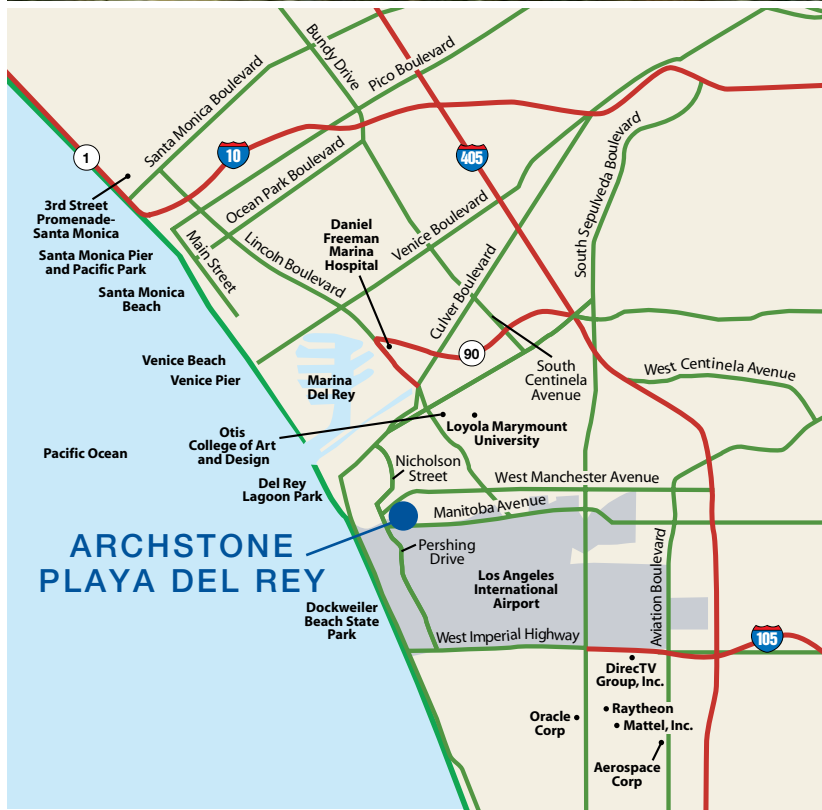 Bundy Drive
Pico Boulevard
Santa Monica Boulevard
1
10
405
3rd Street
Promenade-
Santa Monica
Ocean Park Boulevard
South Sepulveda Boulevard
Santa Monica Pier
and Pacific Park
Main Street
Lincoln Boulevard
Daniel
Freeman
Marina
Hospital
Venice Boulevard
Culver Boulevard
Santa Monica
Beach
90
South
Centinela
Avenue
West Centinela Avenue
Venice Beach
Venice Pier
Marina
Del Rey
Otis
College of Art
and Design
Loyola Marymount
University
Pacific Ocean
Nicholson
Street
West Manchester Avenue
Del Rey
Lagoon Park
Manitoba Avenue
ARCHSTONE
PLAYA DEL REY
Pershing
Drive
Los Angeles
International
Airport
Aviation Boulevard
Dockweiler
Beach State
Park
West Imperial Highway
105
DirecTV
Group, Inc.
Oracle
Corp
Raytheon
Mattel, Inc.
Aerospace
Corp